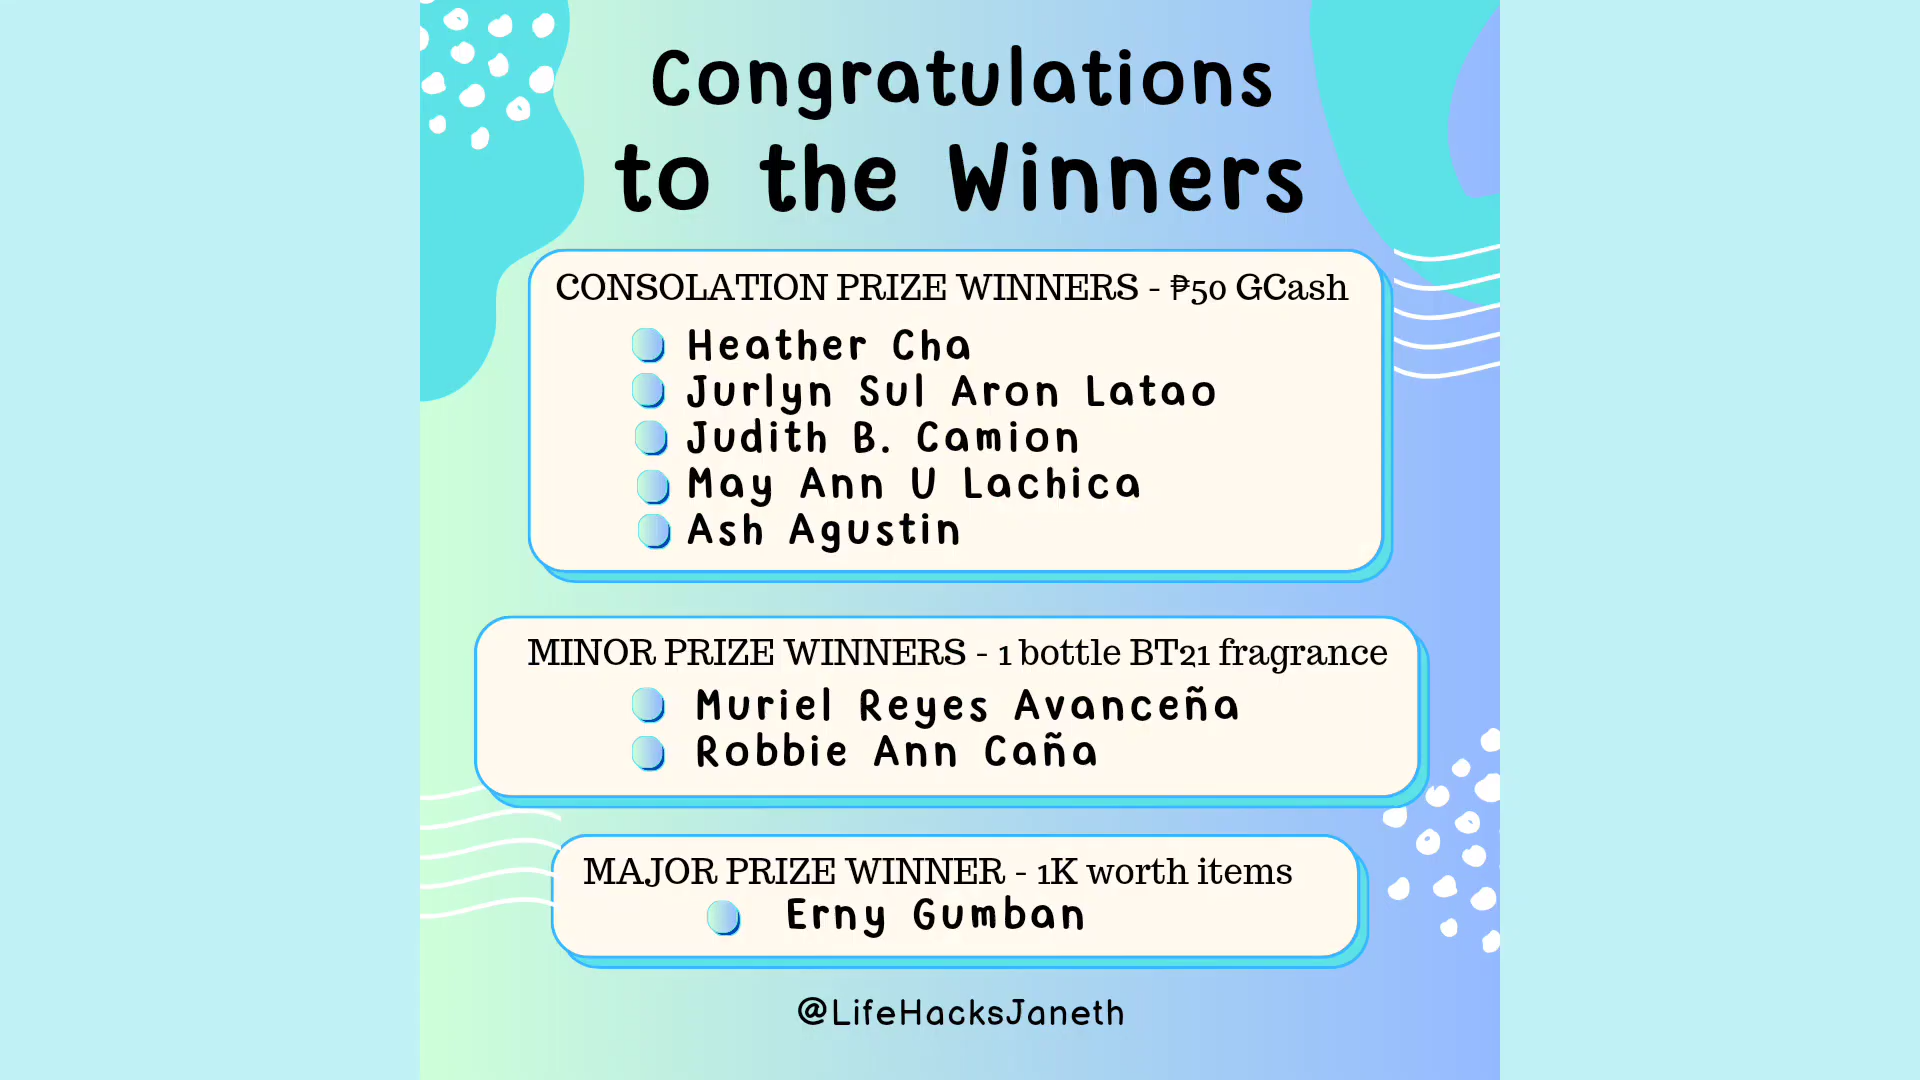 Congratulations
to the Winners
CONSOLATION PRIZE WINNERS - ₱50 GCash
Heather Cha
Jurlyn Sul Aron Latao
Judith B. Camion
May Ann U Lachica
Ash Agustin
MINOR PRIZE WINNERS - 1 bottle BT21 fragrance
Muriel Reyes Avanceña
Robbie Ann Caña
MAJOR PRIZE WINNER - 1K worth items
Erny Gumban
@LifeHacksJaneth